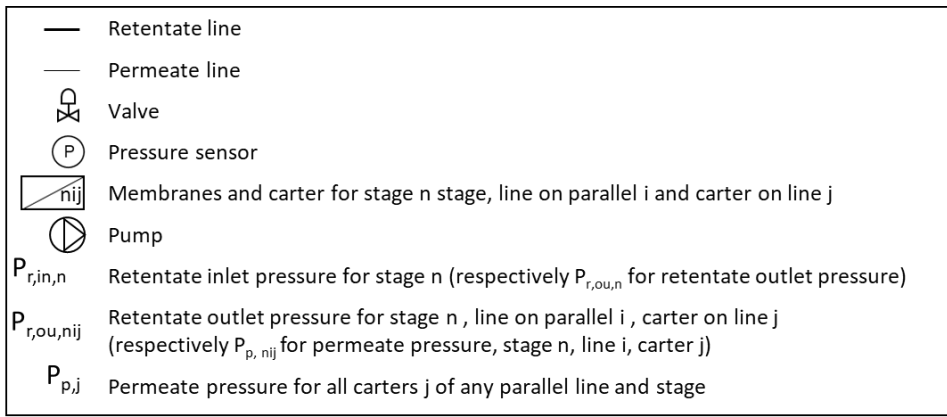 Retentate line
Permeate line
Valve
P Pressure sensor
nij Membranes and carter for stage n stage, line on parallel i and carter on line j
Pump
Pr,in,n Retentate inlet pressure for stage n (respectively Pr,ou,n for retentate outlet pressure)
Pr,ou,nij Retentate outlet pressure for stage n , line on parallel i , carter on line j
(respectively Pp, nij for permeate pressure, stage n, line i, carter j)
Pp,j Permeate pressure for all carters j of any parallel line and stage